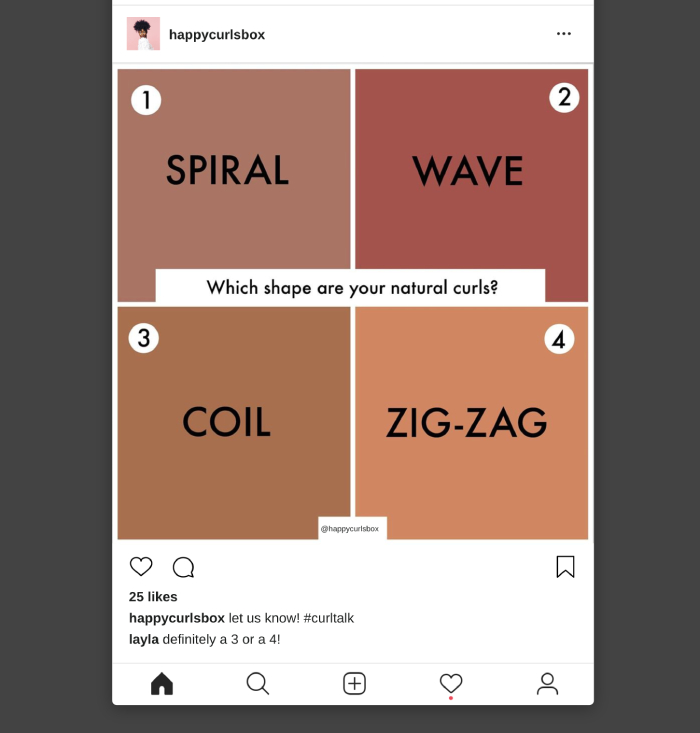 happycurlsbox
1
2
SPIRAL
WAVE
Which shape are your natural curls?
3
4
COIL
ZIG-ZAG
@happycurlsbox
25 likes
happycurlsbox let us know! #curltalk
layla definitely a 3 or a 4!